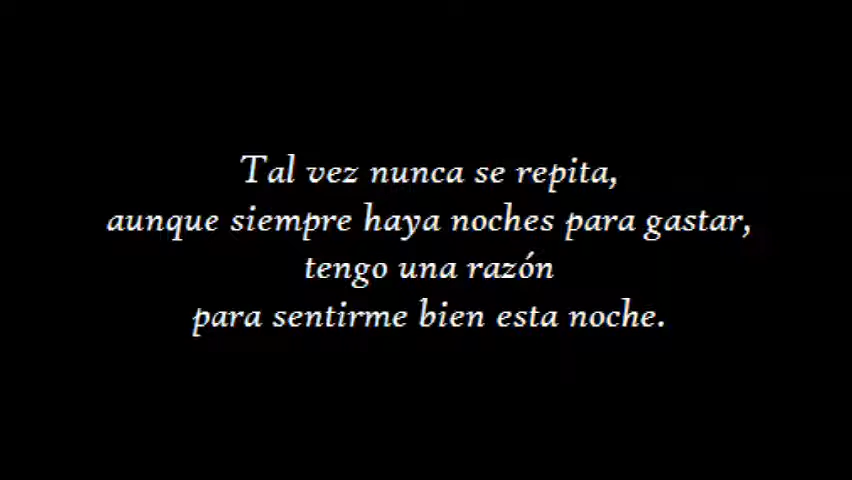 Tal vez nunca se repita,
aunque siempre haya noches para gastar,
tengo una razón
para sentirme bien esta noche.